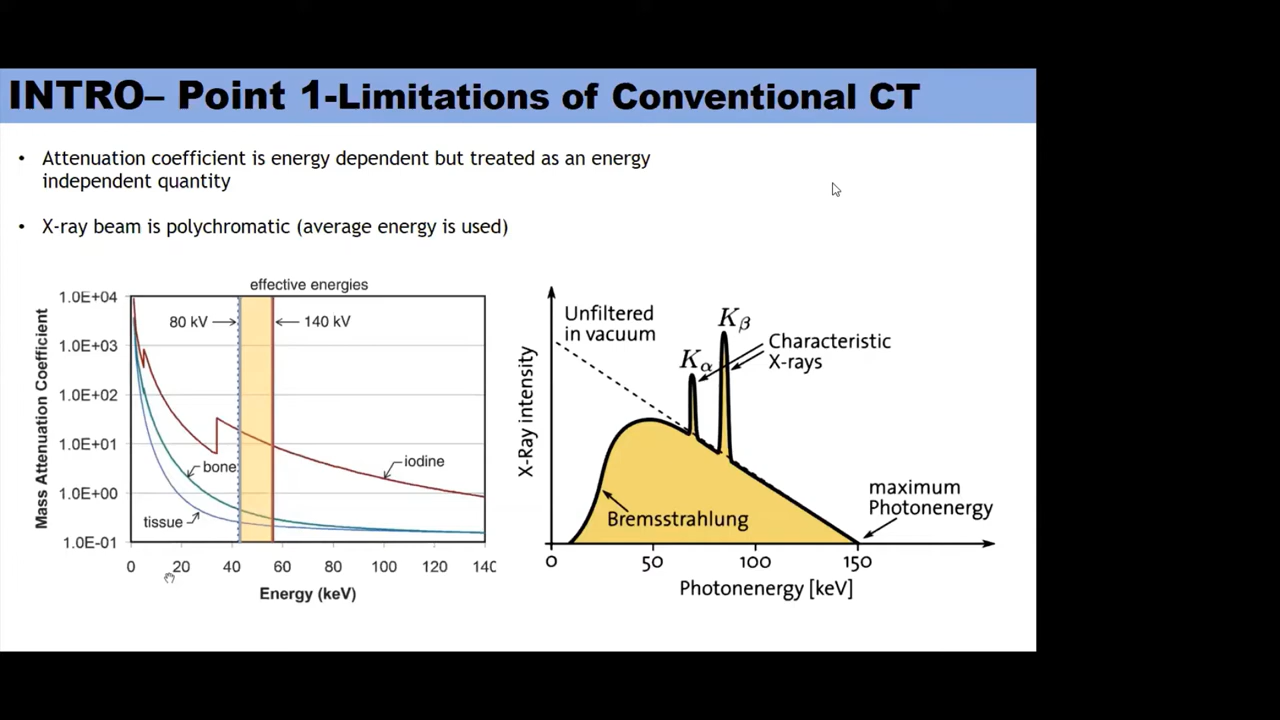 INTRO– Point 1-Limitations of Conventional CT
• Attenuation coefficient is energy dependent but treated as an energy
independent quantity
• X-ray beam is polychromatic (average energy is used)
effective energies
1.0E+04
1.0E+03
1.0E+02
1.0E+01
1.0E+00
1.0E-01
Mass Attenuation Coefficient
80 kV
140 kV
bone
iodine
tissue
0 20 40 60 80 100 120 140
Energy (keV)
Unfiltered
in vacuum
Kβ
Kα
Characteristic
X-rays
X-Ray intensity
Bremsstrahlung
maximum
Photonenergy
0 50 100 150
Photonenergy [keV]